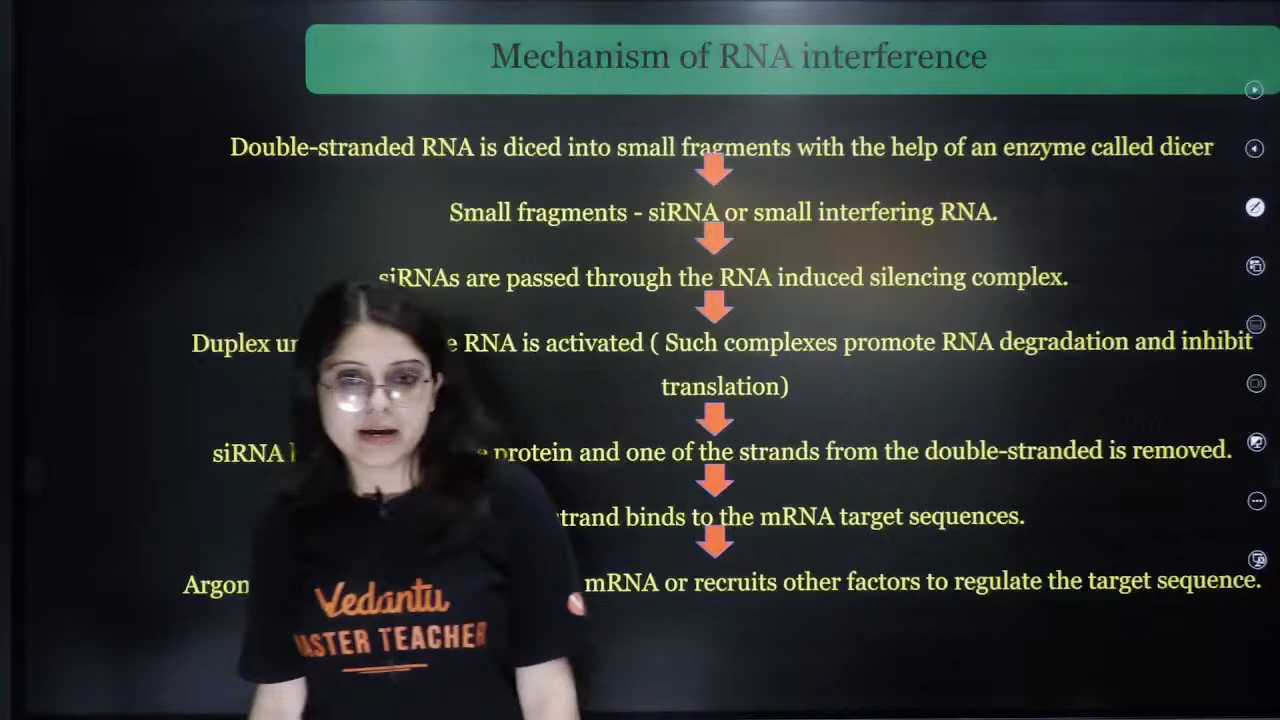 Mechanism of RNA interference
Double-stranded RNA is diced into small fragments with the help of an enzyme called dicer
Small fragments - siRNA or small interfering RNA.
siRNAs are passed through the RNA induced silencing complex.
Duplex RNA is activated ( Such complexes promote RNA degradation and inhibit
translation)
siRNA protein and one of the strands from the double-stranded is removed.
binds to the mRNA target sequences.
mRNA or recruits other factors to regulate the target sequence.
Vedantu
MASTER TEACHER